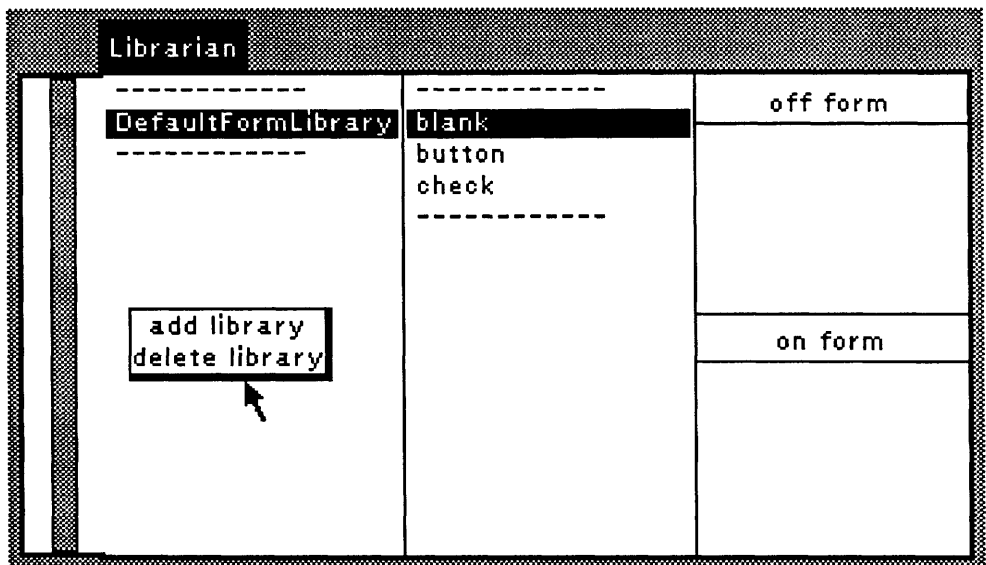 Librarian
------------
DefaultFormLibrary
------------
add library
delete library
------------
blank
button
check
------------
off form
on form